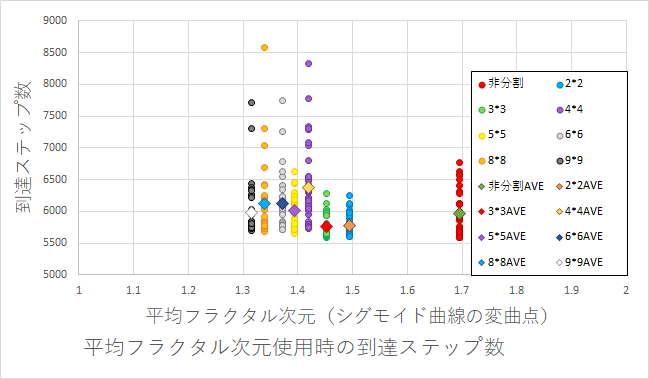 9000
8500
8000
7500
7000
6500
6000
5500
5000
到達ステップ数
非分割 2*2
3*3 4*4
5*5 6*6
8*8 9*9
非分割AVE 2*2AVE
3*3AVE 4*4AVE
5*5AVE 6*6AVE
8*8AVE 9*9AVE
1 1.1 1.2 1.3 1.4 1.5 1.6 1.7 1.8 1.9 2
平均フラクタル次元（シグモイド曲線の変曲点）
平均フラクタル次元使用時の到達ステップ数